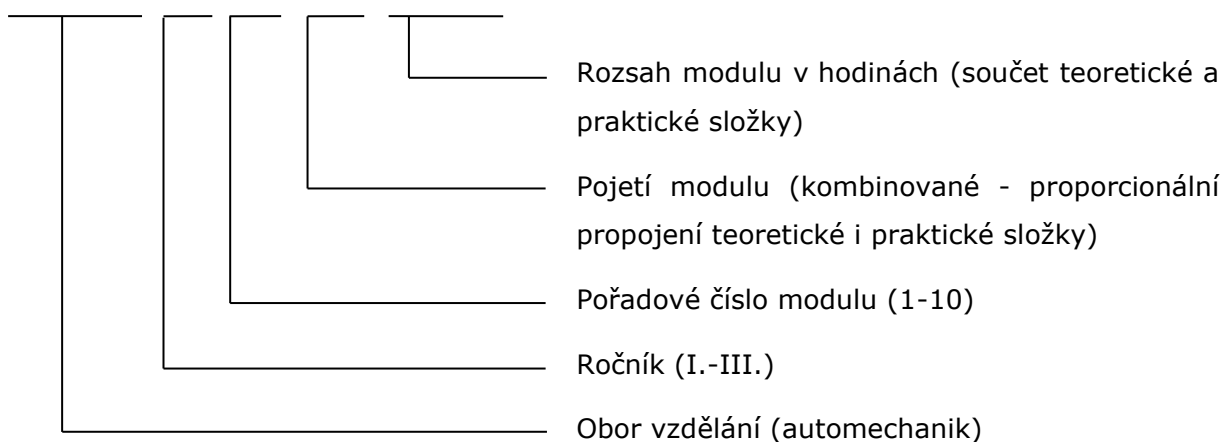 Rozsah modulu v hodinách (součet teoretické a
praktické složky)
Pojetí modulu (kombinované - proporcionální
propojení teoretické i praktické složky)
Pořadové číslo modulu (1-10)
Ročník (I.-III.)
Obor vzdělání (automechanik)